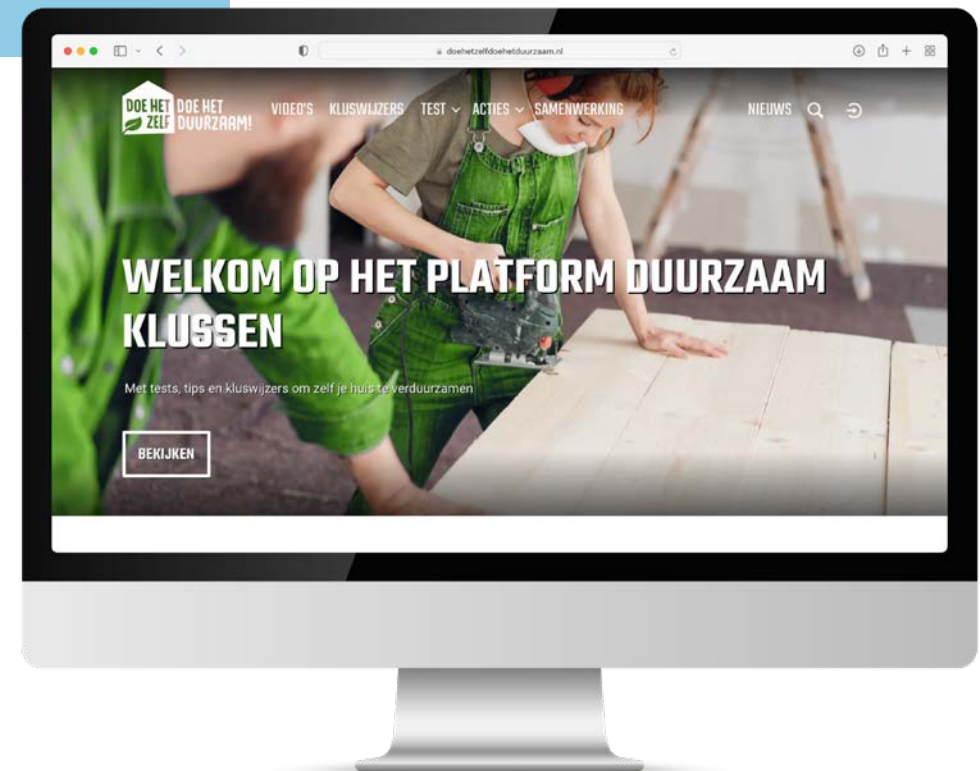 doehetzelfdoehetduurzaam.nl
DOE HET ZELF DOE HET DUURZAAM!
VIDEO'S KLUSWIJZERS TEST ACTIES SAMENWERKING NIEUWS
WELKOM OP HET PLATFORM DUURZAAM
KLUSSEN
Met tests, tips en kluswijzers om zelf je huis te verduurzamen
BEKIJKEN